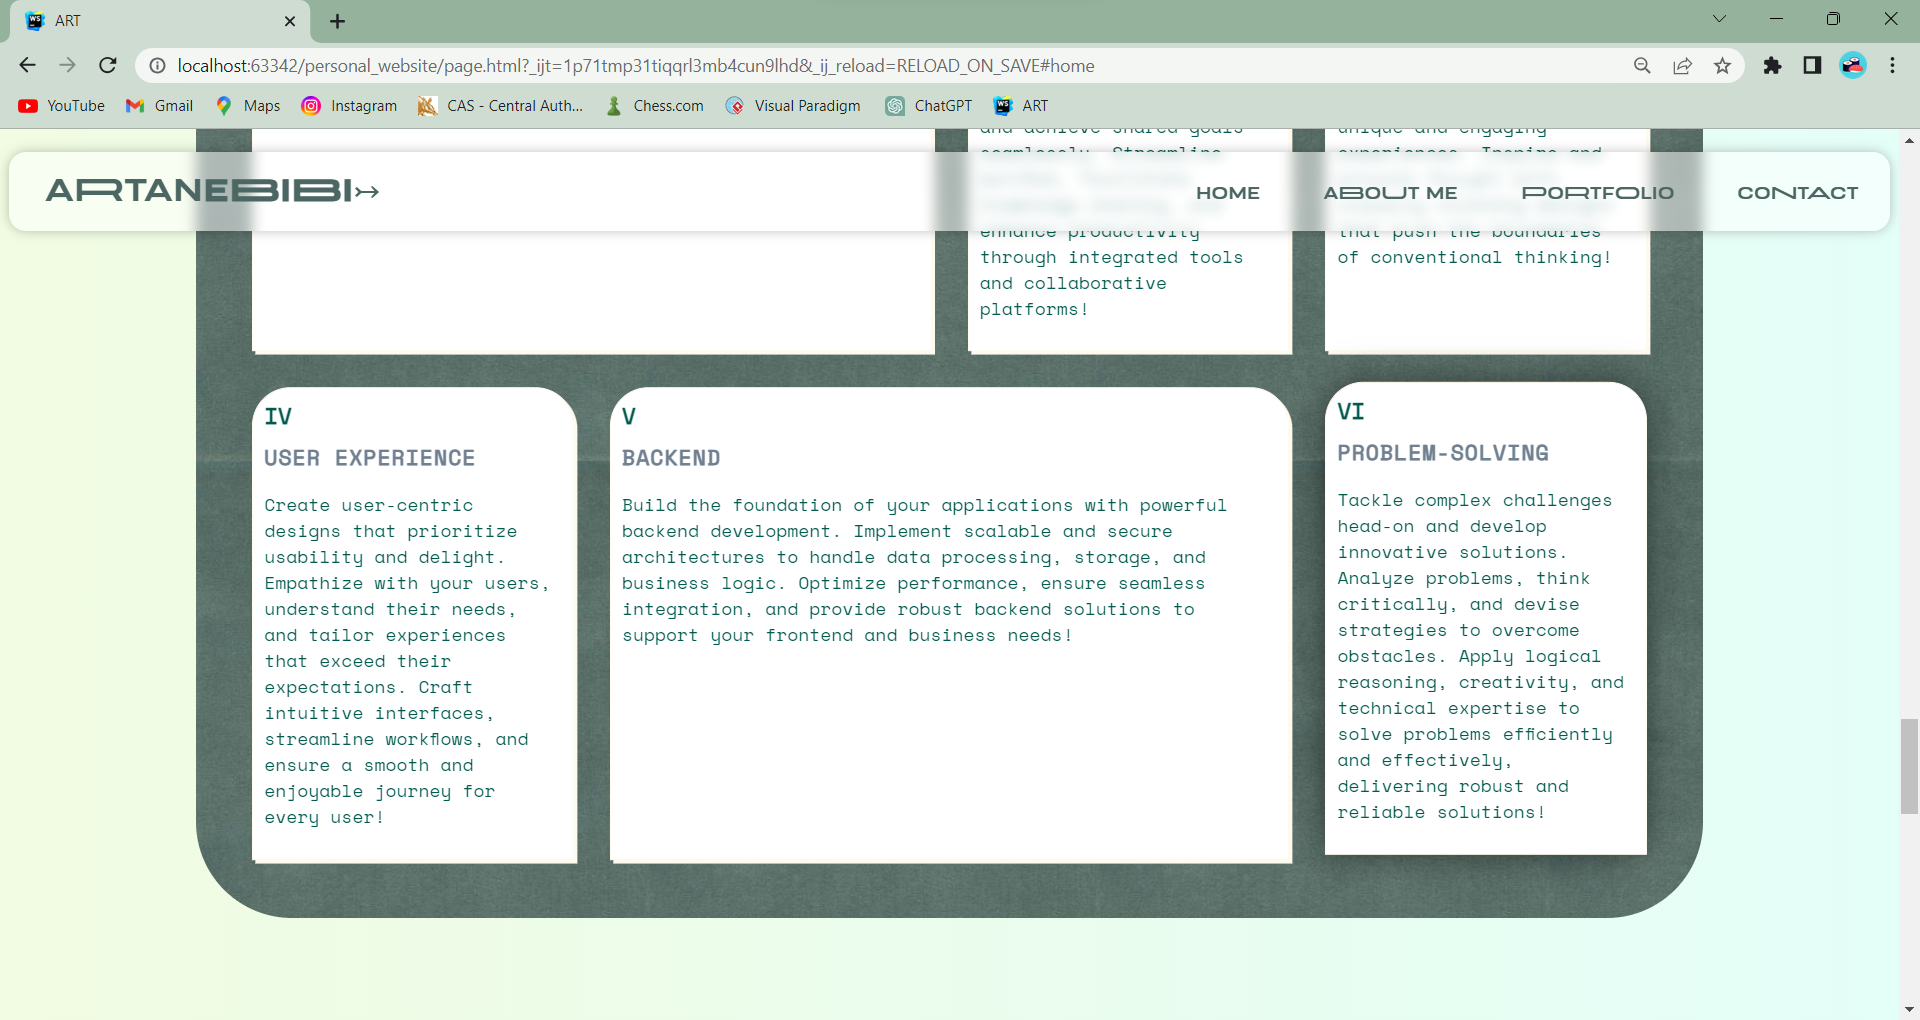 ART
localhost:63342/personal_website/page.html?_ijt=1p71tmp31tiqqrl3mb4cun9lhd&_ij_reload=RELOAD_ON_SAVE#home
YouTube Gmail Maps Instagram CAS - Central Auth... Chess.com Visual Paradigm ChatGPT ART
ARTANEBIBI
HOME ABOUT ME PORTFOLIO CONTACT
and achieve shared goals
seamlessly. Streamline
enhance productivity
through integrated tools
and collaborative
platforms!
unique and engaging
experiences. Inspire and
that push the boundaries
of conventional thinking!
IV
USER EXPERIENCE
Create user-centric
designs that prioritize
usability and delight.
Empathize with your users,
understand their needs,
and tailor experiences
that exceed their
expectations. Craft
intuitive interfaces,
streamline workflows, and
ensure a smooth and
enjoyable journey for
every user!
V
BACKEND
Build the foundation of your applications with powerful
backend development. Implement scalable and secure
architectures to handle data processing, storage, and
business logic. Optimize performance, ensure seamless
integration, and provide robust backend solutions to
support your frontend and business needs!
VI
PROBLEM-SOLVING
Tackle complex challenges
head-on and develop
innovative solutions.
Analyze problems, think
critically, and devise
strategies to overcome
obstacles. Apply logical
reasoning, creativity, and
technical expertise to
solve problems efficiently
and effectively,
delivering robust and
reliable solutions!